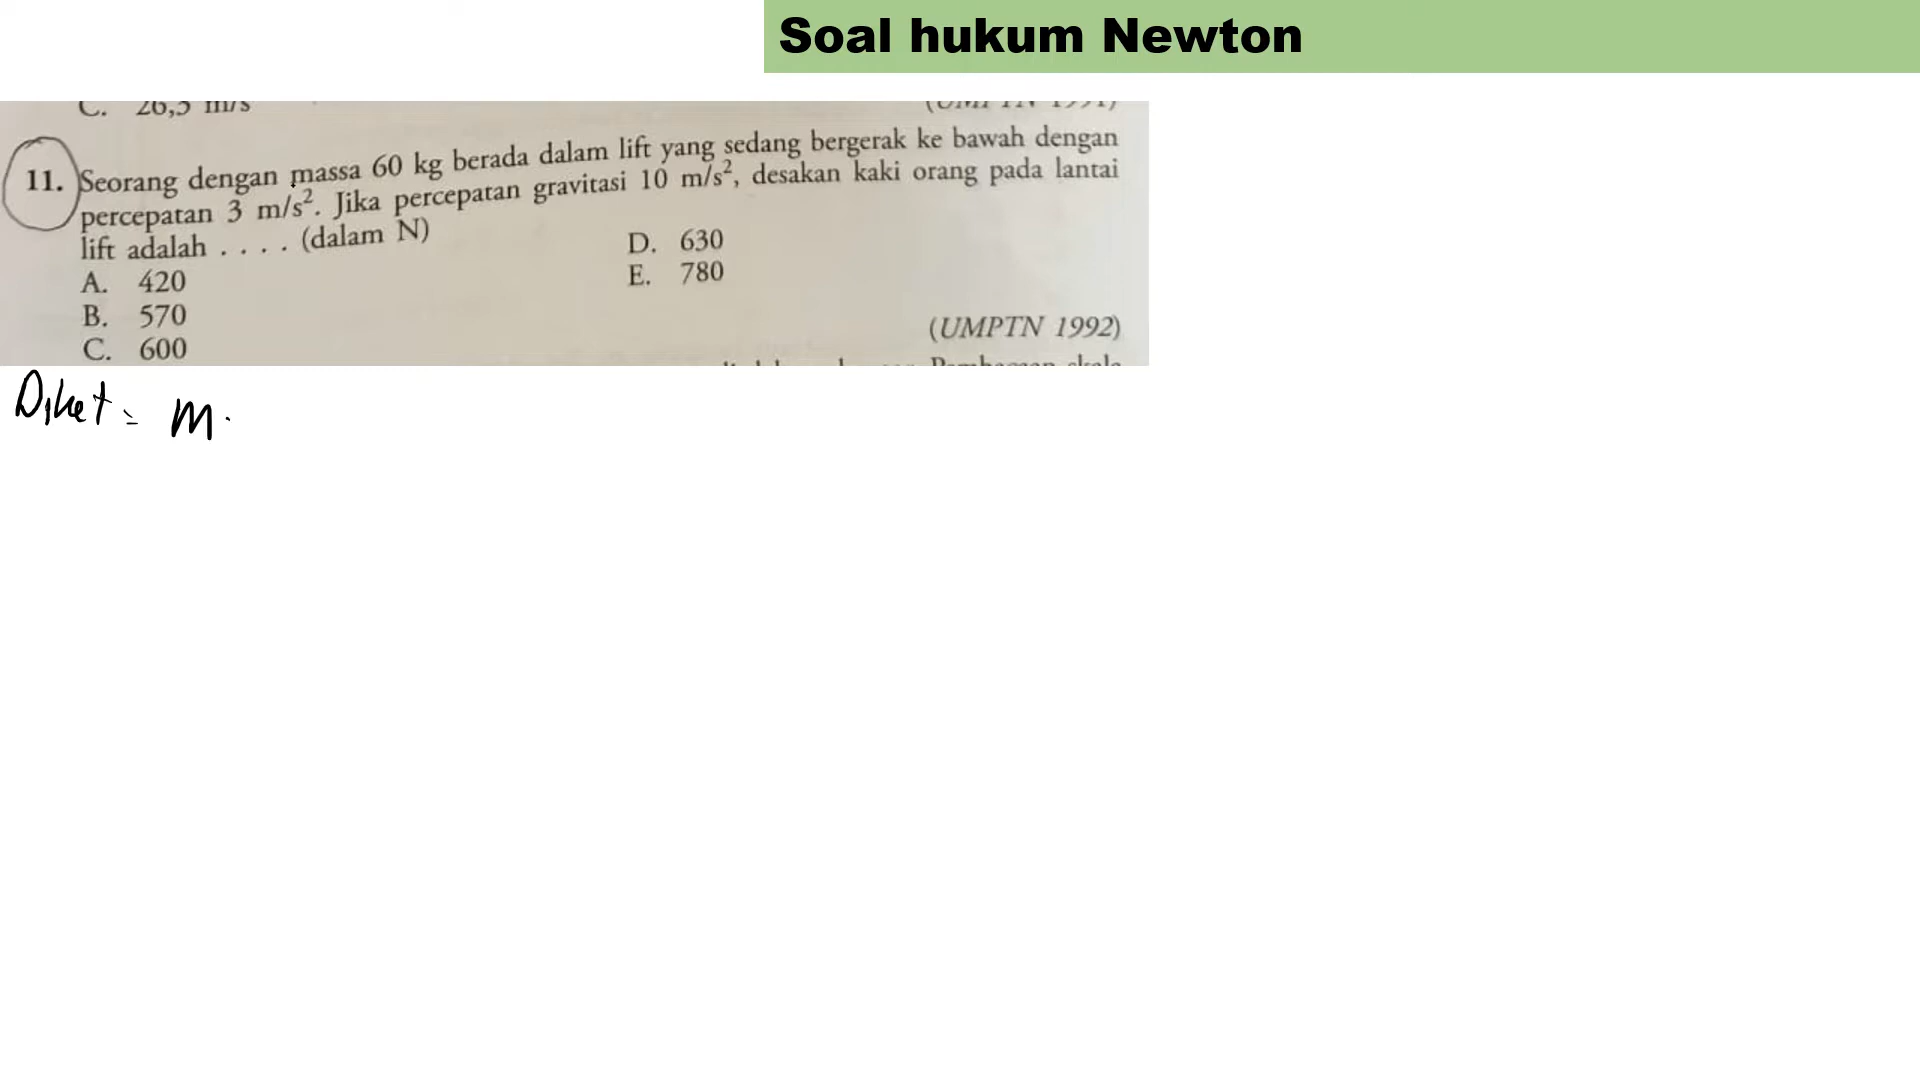 Soal hukum Newton
C. 26,5 m/s
11. Seorang dengan massa 60 kg berada dalam lift yang sedang bergerak ke bawah dengan
percepatan 3 m/s². Jika percepatan gravitasi 10 m/s², desakan kaki orang pada lantai
lift adalah . . . . (dalam N)
A. 420
B. 570
C. 600
D. 630
E. 780
(UMPTN 1992)
Diket = m